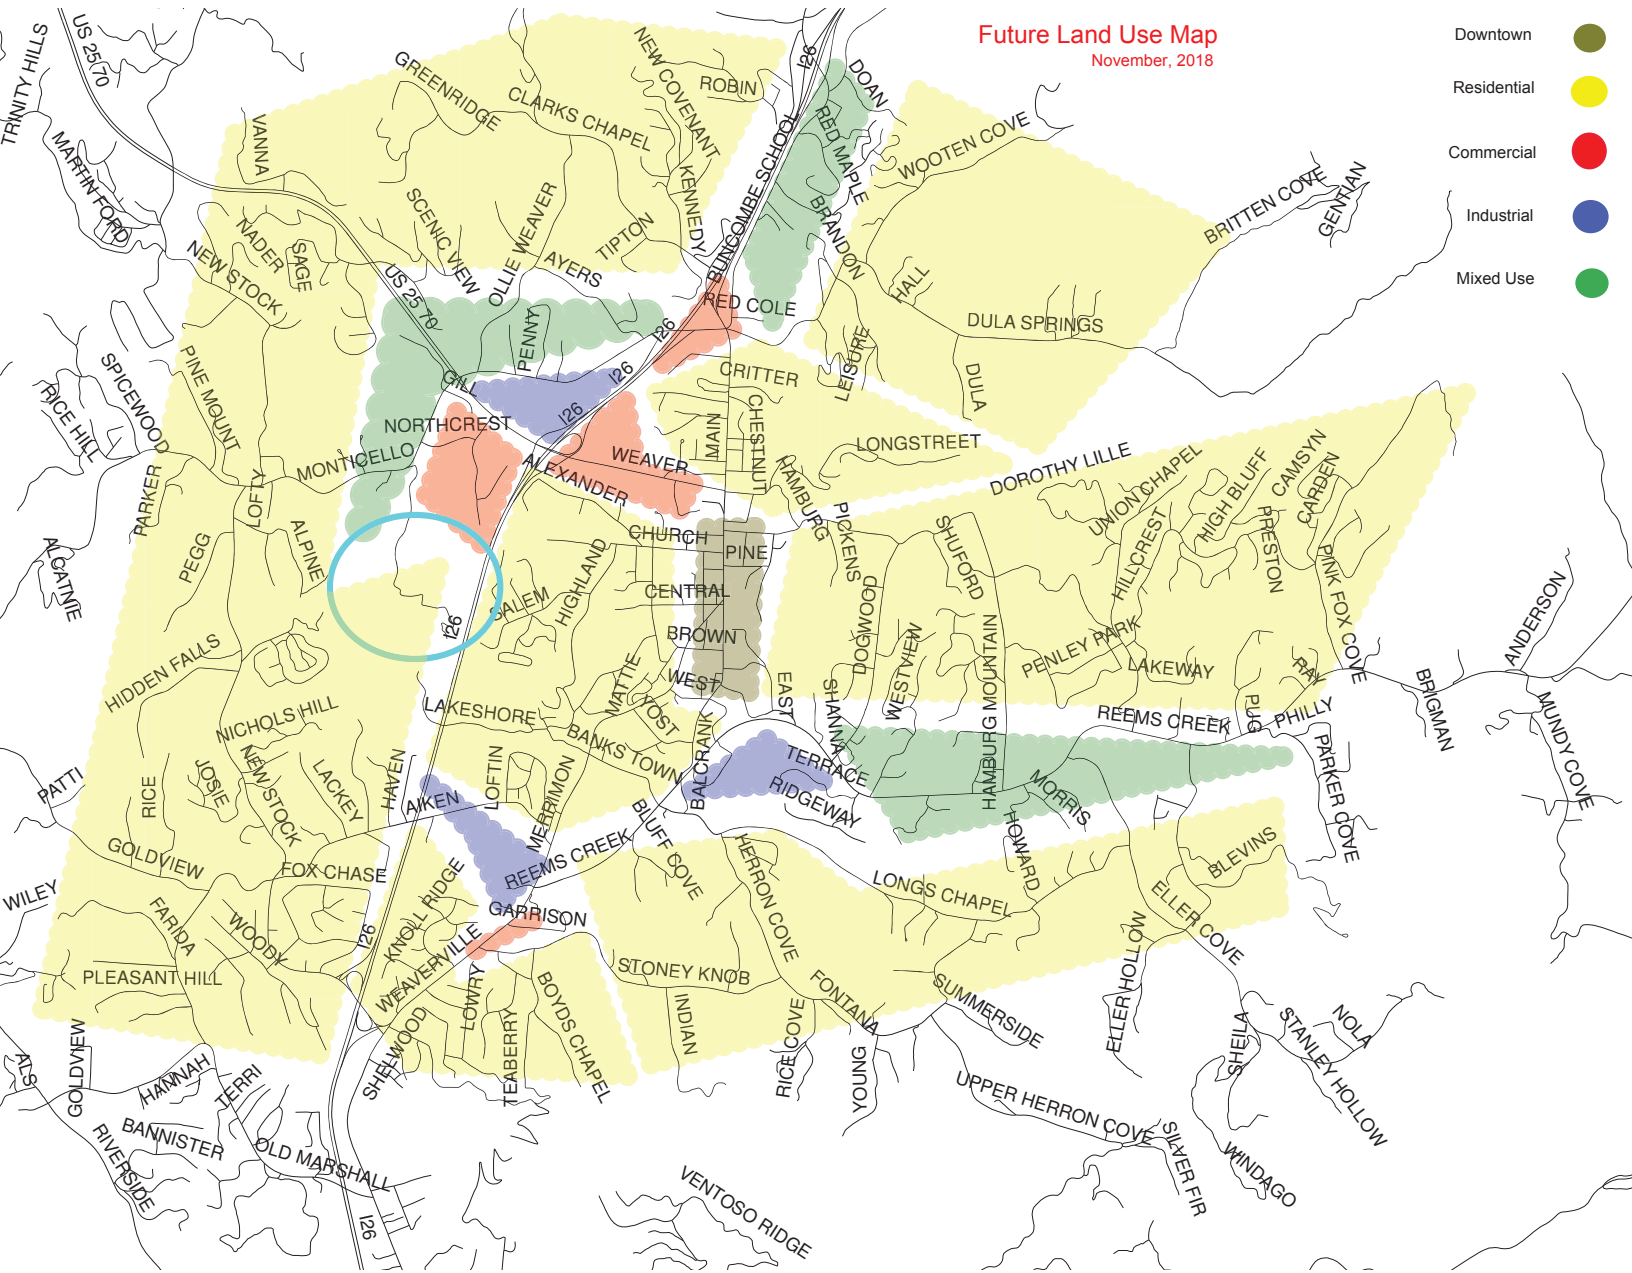 Future Land Use Map
November, 2018
Downtown
Residential
Commercial
Industrial
Mixed Use
TRINITY HILLS
US 25/70
I26
DOAN
NEW COVENANT
ROBIN
GREENRIDGE
CLARKS CHAPEL
VANNA
MARTIN FORD
RED MAPLE
WOOTEN COVE
BUNCOMBE SCHOOL
KENNEDY
BRITTEN COVE
GENTIAN
SCENIC VIEW
OLLIE WEAVER
TIPTON
AYERS
BRANDON
NADER
SAGE
NEW STOCK
HALL
US 25 70
RED COLE
DULA SPRINGS
PENNY
I26
LEISURE
SPICEWOOD
PINE MOUNT
GILL
I26
CRITTER
DULA
RICE HILL
I26
NORTHCREST
MAIN
CHESTNUT
LONGSTREET
MONTICELLO
WEAVER
ALEXANDER
HAMBURG
DOROTHY LILLE
UNION CHAPEL
HIGH BLUFF
CAMSYN
CARDEN
PARKER
LOFTY
PICKENS
SHUFORD
HILLCREST
PRESTON
PINK FOX COVE
ALCATNIE
PEGG
ALPINE
CHURCH
PINE
HIGHLAND
CENTRAL
SALEM
I26
BROWN
DOGWOOD
WESTVIEW
HAMBURG MOUNTAIN
PENLEY PARK
LAKEWAY
RAY
ANDERSON
HIDDEN FALLS
MATTIE
WEST
YOST
EAST
SHANNA
PUG
PHILLY
BRIGMAN
MUNDY COVE
NICHOLS HILL
LAKESHORE
BANKS TOWN
BALCRANK
REEMS CREEK
PARKER COVE
PATTI
RICE
JOSIE
NEW STOCK
LACKEY
HAVEN
AIKEN
LOFTIN
MERRIMON
TERRACE
RIDGEWAY
MORRIS
BLUFF COVE
REEMS CREEK
HOWARD
BLEVINS
GOLDVIEW
FOX CHASE
KNOLL RIDGE
HERRON COVE
LONGS CHAPEL
ELLER COVE
WILEY
FARIDA
WOODY
I26
GARRISON
WEAVERVILLE
ELLER HOLLOW
PLEASANT HILL
LOWRY
BOYDS CHAPEL
STONEY KNOB
INDIAN
FONTANA
SUMMERSIDE
RICE COVE
SHEILA
STANLEY HOLLOW
NOLA
ALS
GOLDVIEW
HANNAH
TERRI
SHELWOOD
TEABERRY
YOUNG
UPPER HERRON COVE
SILVER FIR
WINDAGO
BANNISTER
RIVERSIDE
OLD MARSHALL
I26
VENTOSO RIDGE